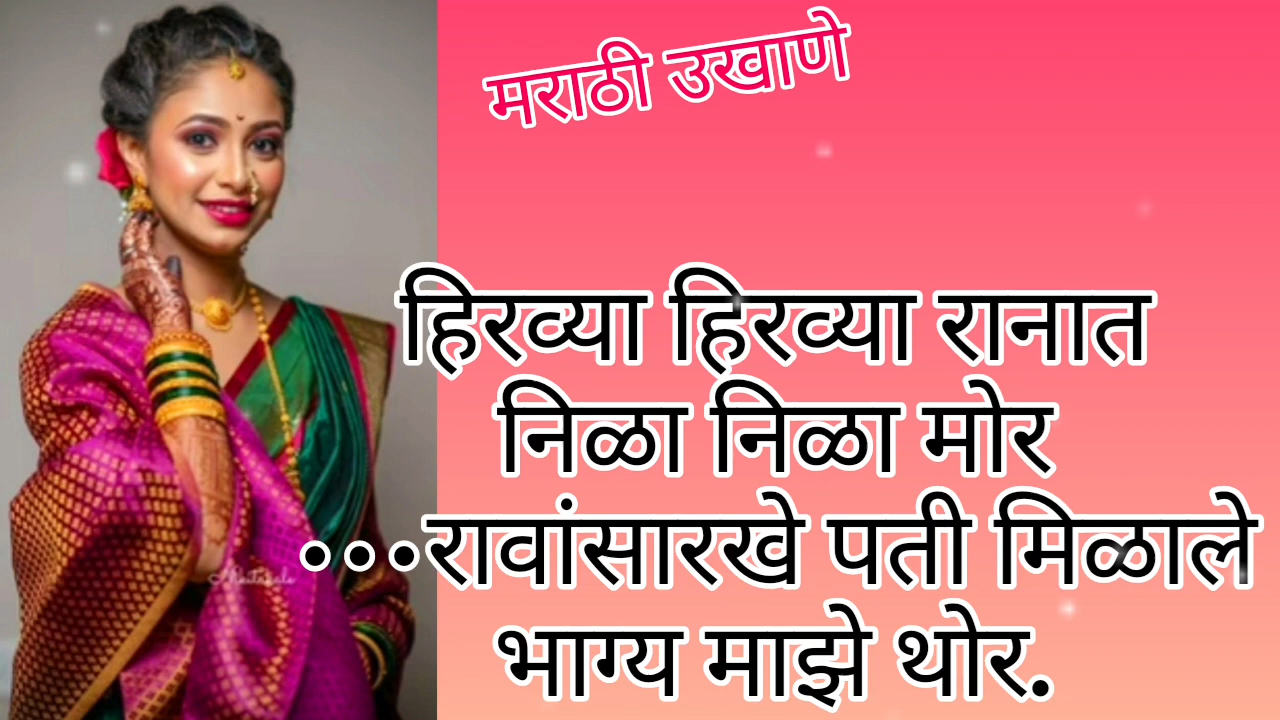 मराठी उखाणे
हिरव्या हिरव्या रानात
निळा निळा मोर
...रावांसारखे पती मिळाले
भाग्य माझे थोर.